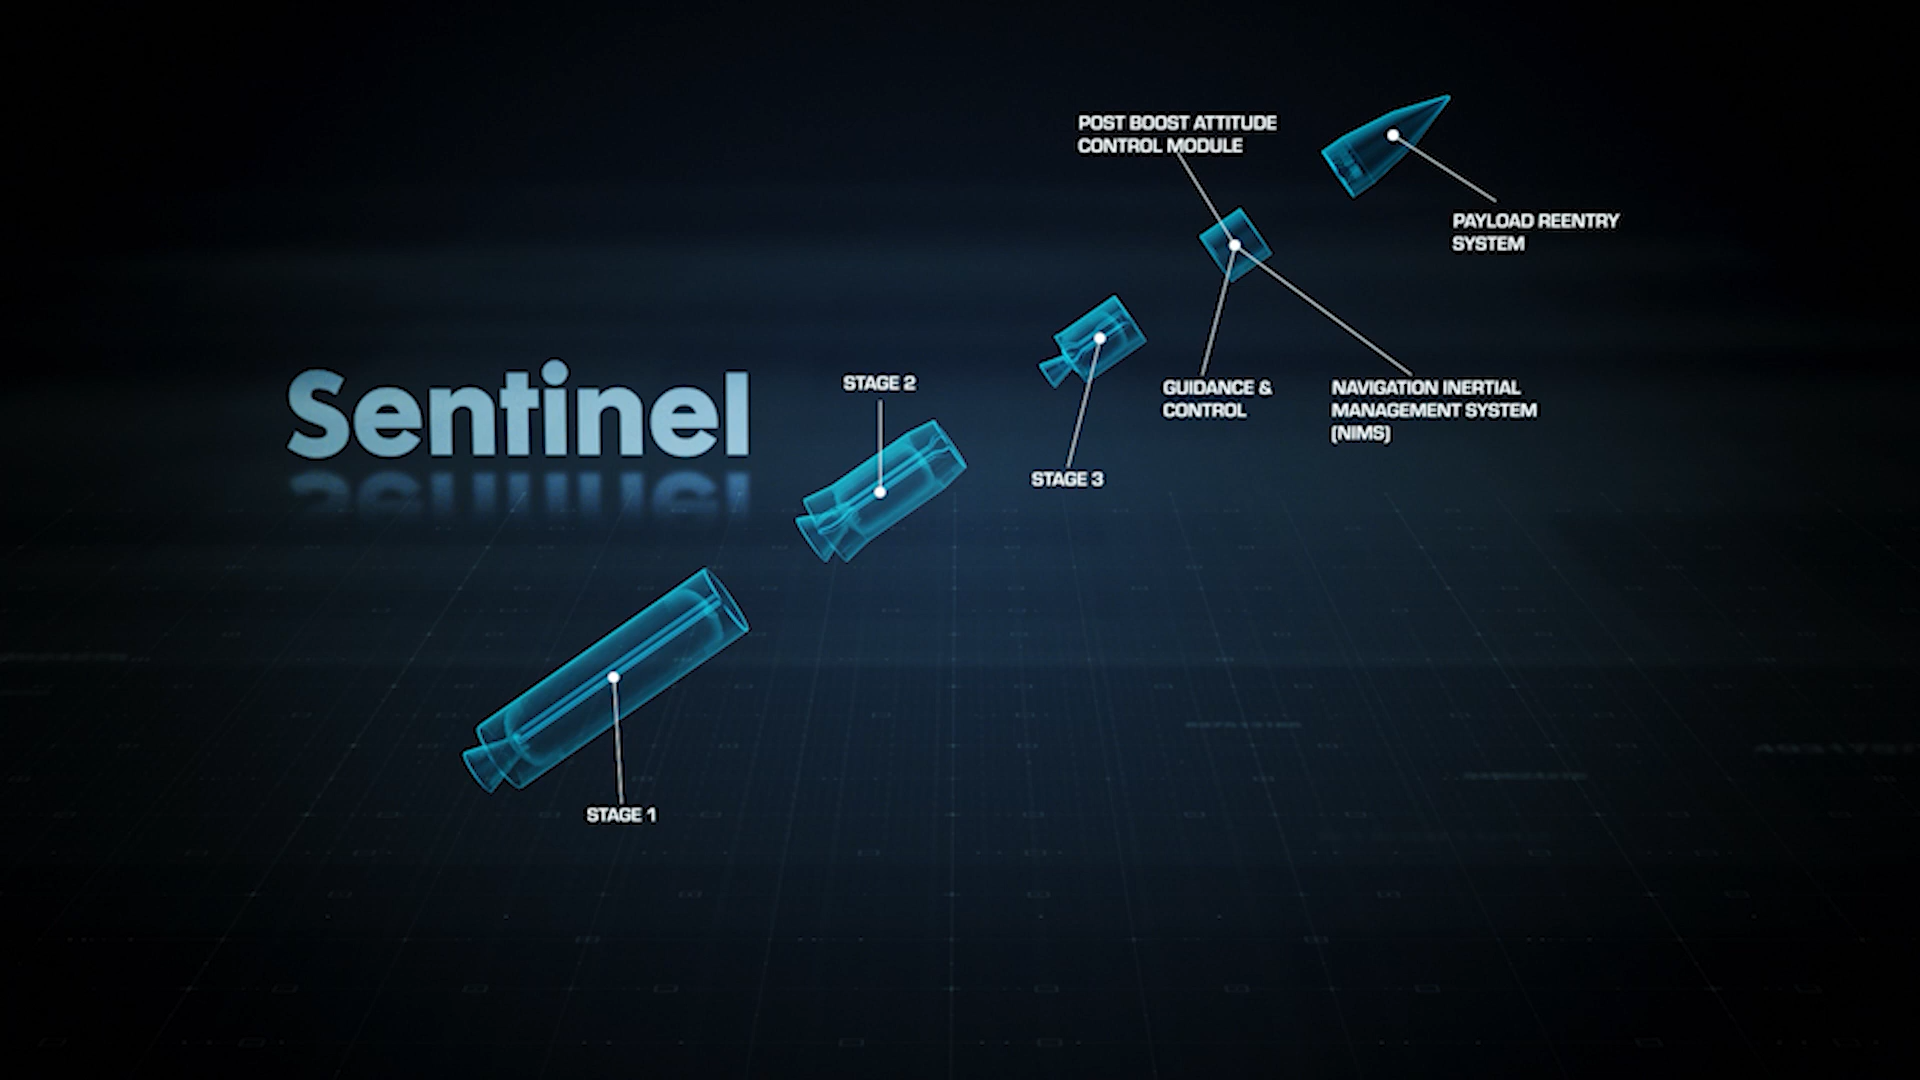 POST BOOST ATTITUDE
CONTROL MODULE
PAYLOAD REENTRY
SYSTEM
Sentinel
STAGE 2
GUIDANCE &
CONTROL
NAVIGATION INERTIAL
MANAGEMENT SYSTEM
(NIMS)
STAGE 3
STAGE 1